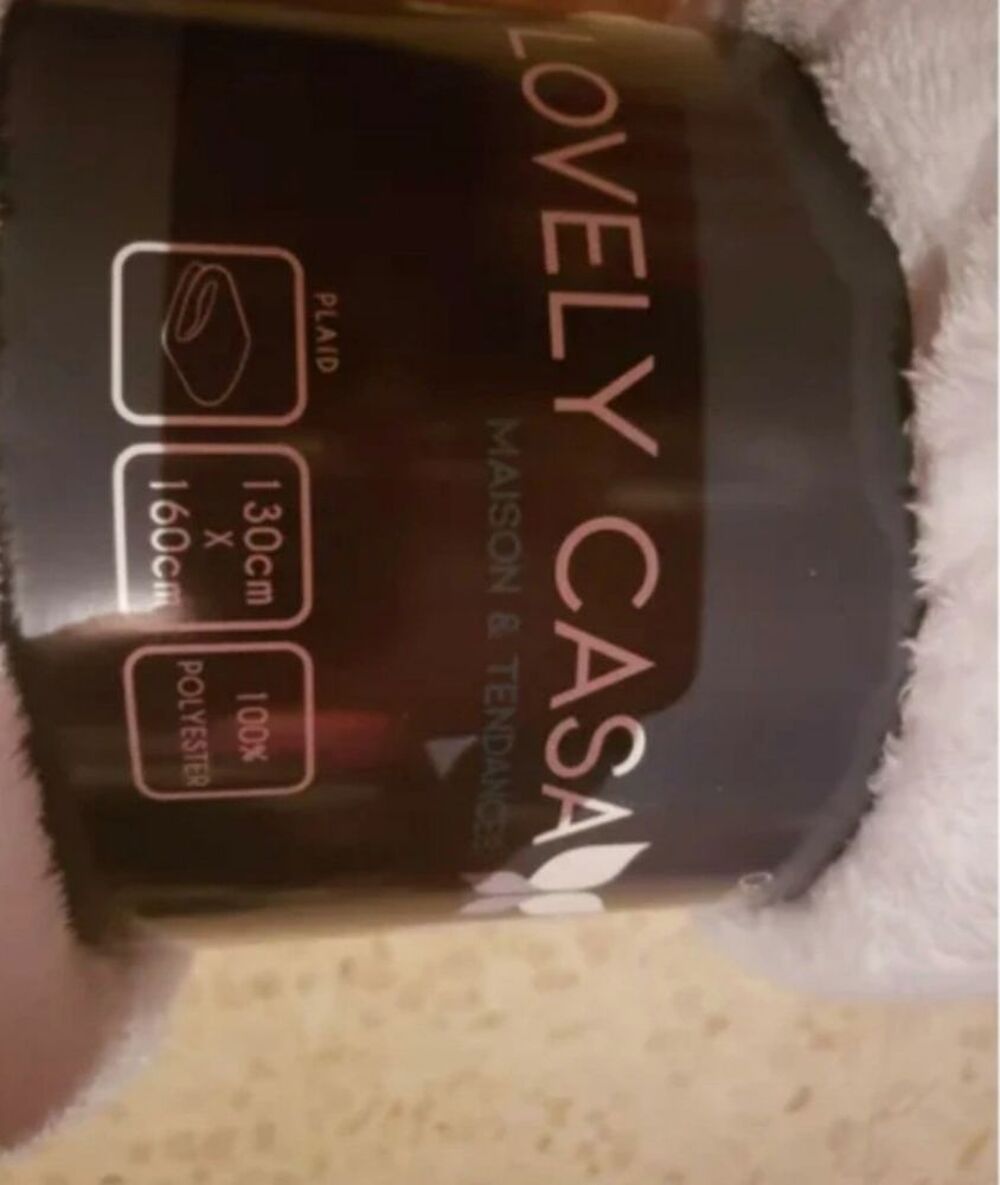 LOVELY CASA
MAISON & TENDANCES
PLAID
130cm
X
160cm
100%
POLYESTER